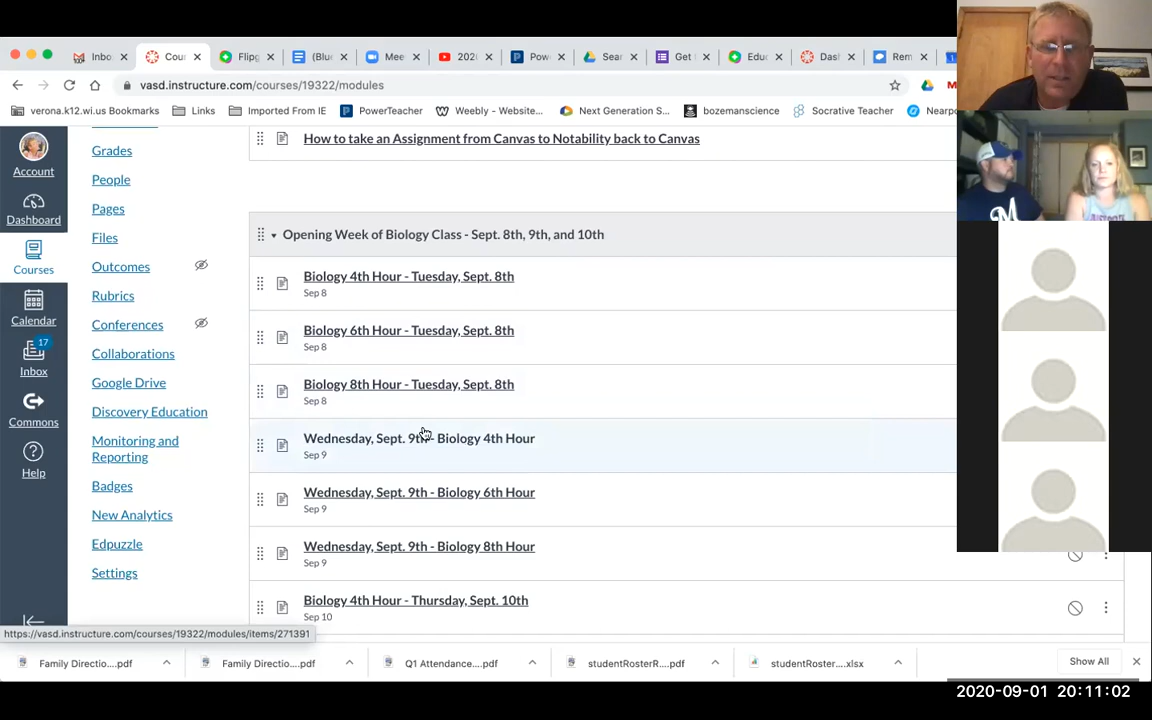 Inbo
Cou
Flipg
(Blu
Mee
202
Pow
Sear
Get
Educ
Dash
Rem
vasd.instructure.com/courses/19322/modules
verona.k12.wi.us Bookmarks
Links
Imported From IE
PowerTeacher
Weebly - Website...
Next Generation S...
bozemanscience
Socrative Teacher
Nearpo
Account
Dashboard
Courses
Calendar
17
Inbox
Commons
Help
Grades
People
Pages
Files
Outcomes
Rubrics
Conferences
Collaborations
Google Drive
Discovery Education
Monitoring and
Reporting
Badges
New Analytics
Edpuzzle
Settings
How to take an Assignment from Canvas to Notability back to Canvas
Opening Week of Biology Class - Sept. 8th, 9th, and 10th
Biology 4th Hour - Tuesday, Sept. 8th
Sep 8
Biology 6th Hour - Tuesday, Sept. 8th
Sep 8
Biology 8th Hour - Tuesday, Sept. 8th
Sep 8
Wednesday, Sept. 9th - Biology 4th Hour
Sep 9
Wednesday, Sept. 9th - Biology 6th Hour
Sep 9
Wednesday, Sept. 9th - Biology 8th Hour
Sep 9
Biology 4th Hour - Thursday, Sept. 10th
Sep 10
https://vasd.instructure.com/courses/19322/modules/items/271391
Family Directio....pdf
Family Directio....pdf
Q1 Attendance....pdf
studentRosterR....pdf
studentRoster....xlsx
Show All
2020-09-01 20:11:02